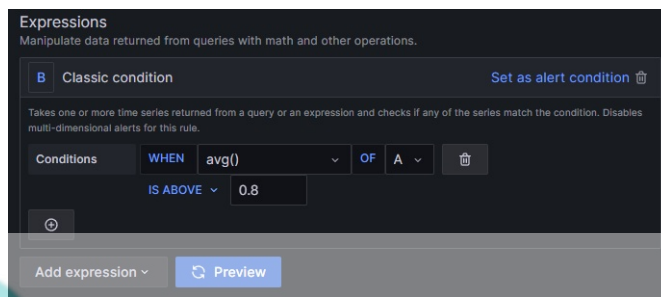 Expressions
Manipulate data returned from queries with math and other operations.
B Classic condition Set as alert condition
Takes one or more time series returned from a query or an expression and checks if any of the series match the condition. Disables
multi-dimensional alerts for this rule.
Conditions WHEN avg() OF A
IS ABOVE 0.8
Add expression Preview